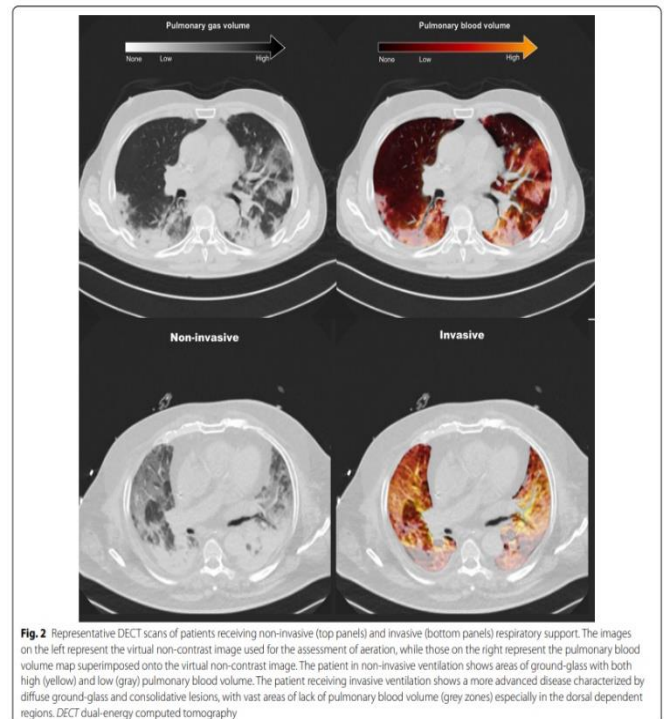 Pulmonary gas volume
Pulmonary blood volume
None Low High
None Low High
Non-invasive
Invasive
Fig. 2 Representative DECT scans of patients receiving non-invasive (top panels) and invasive (bottom panels) respiratory support. The images
on the left represent the virtual non-contrast image used for the assessment of aeration, while those on the right represent the pulmonary blood
volume map superimposed onto the virtual non-contrast image. The patient in non-invasive ventilation shows areas of ground-glass with both
high (yellow) and low (gray) pulmonary blood volume. The patient receiving invasive ventilation shows a more advanced disease characterized by
diffuse ground-glass and consolidative lesions, with vast areas of lack of pulmonary blood volume (grey zones) especially in the dorsal dependent
regions. DECT dual-energy computed tomography